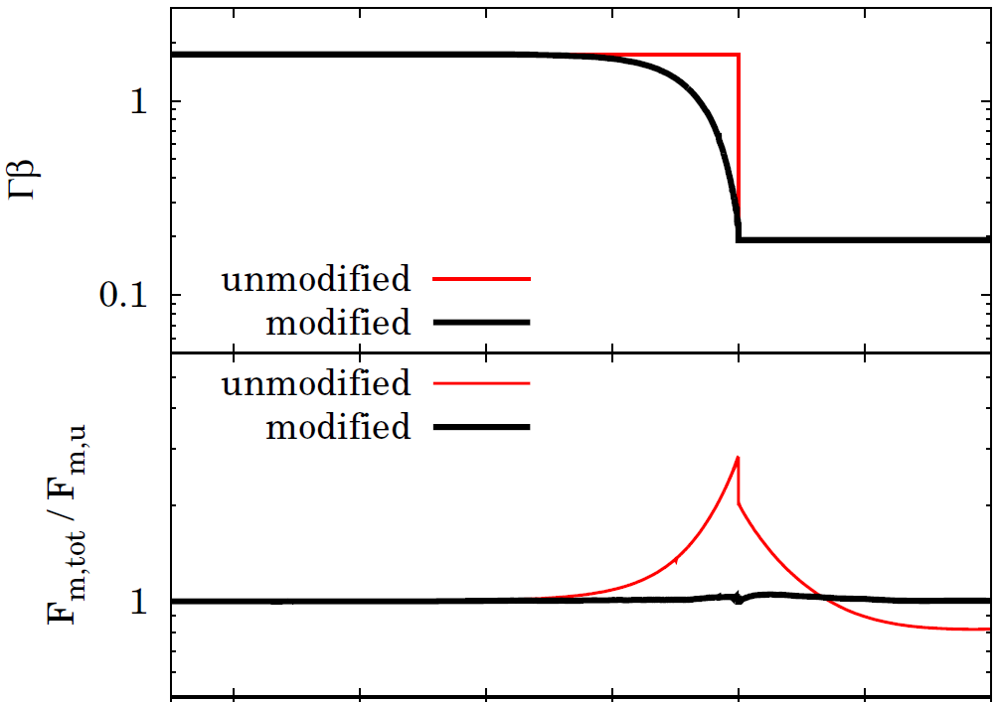 1
Γβ
0.1
unmodified
modified
unmodified
modified
F_m,tot / F_m,u
1